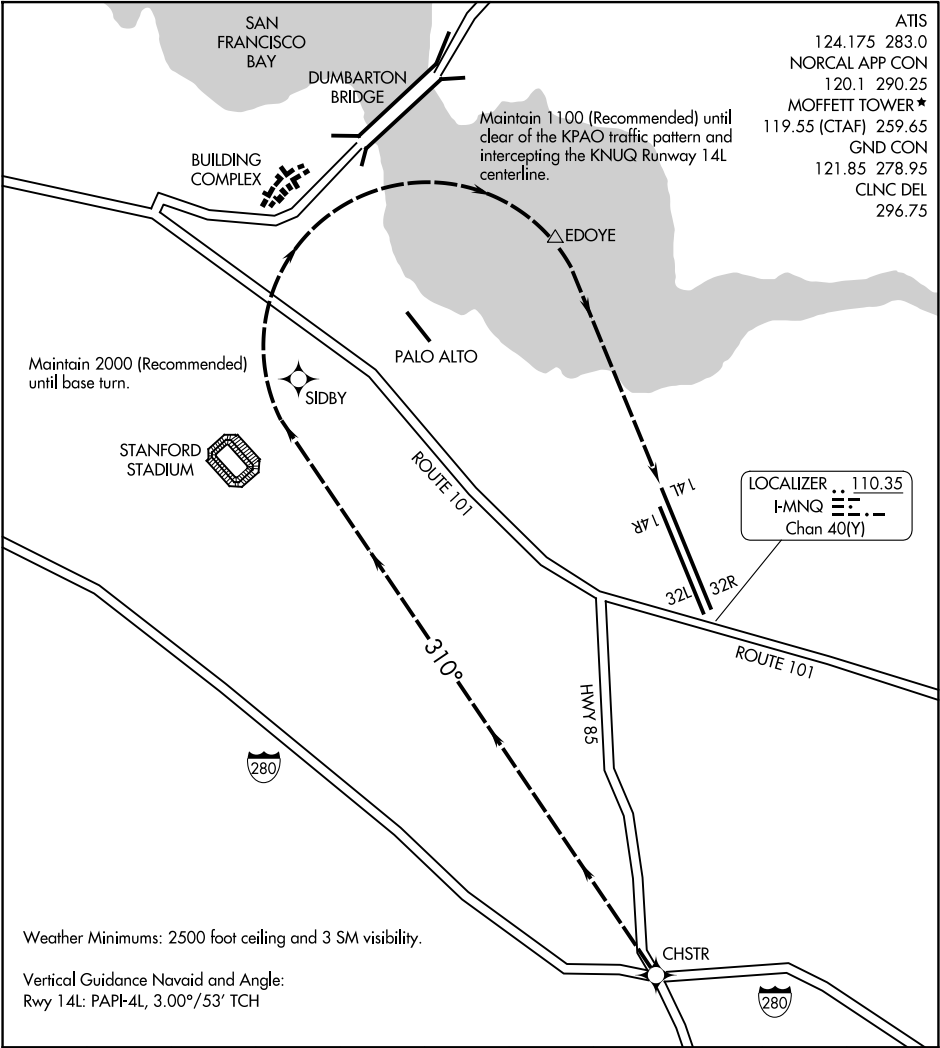 SAN
FRANCISCO
BAY
DUMBARTON
BRIDGE
ATIS
124.175 283.0
NORCAL APP CON
120.1 290.25
MOFFETT TOWER★
119.55 (CTAF) 259.65
GND CON
121.85 278.95
CLNC DEL
296.75
Maintain 1100 (Recommended) until
clear of the KPAO traffic pattern and
intercepting the KNUQ Runway 14L
centerline.
BUILDING
COMPLEX
EDOYE
PALO ALTO
Maintain 2000 (Recommended)
until base turn.
SIDBY
STANFORD
STADIUM
ROUTE 101
14L
14R
LOCALIZER 110.35
I-MNQ
Chan 40(Y)
32L
32R
ROUTE 101
310°
HWY 85
280
Weather Minimums: 2500 foot ceiling and 3 SM visibility.
CHSTR
Vertical Guidance Navaid and Angle:
Rwy 14L: PAPI-4L, 3.00°/53' TCH
280